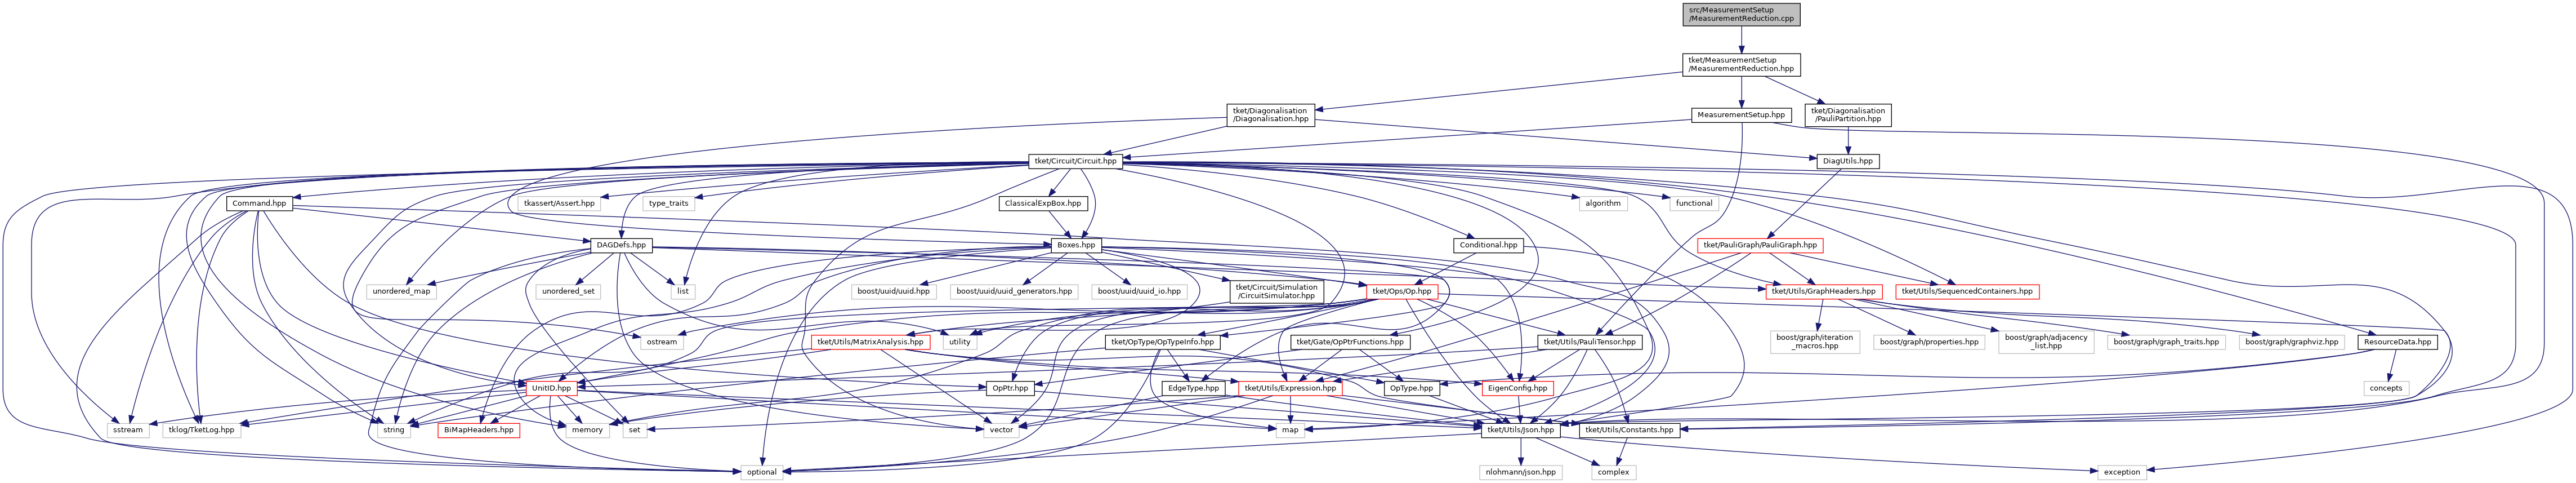 src/MeasurementSetup
/MeasurementReduction.cpp
tket/MeasurementSetup
/MeasurementReduction.hpp
tket/Diagonalisation
/Diagonalisation.hpp
MeasurementSetup.hpp
tket/Diagonalisation
/PauliPartition.hpp
tket/Circuit/Circuit.hpp
DiagUtils.hpp
Command.hpp
tkassert/Assert.hpp
type_traits
ClassicalExpBox.hpp
algorithm
functional
DAGDefs.hpp
Boxes.hpp
Conditional.hpp
tket/PauliGraph/PauliGraph.hpp
unordered_map
unordered_set
list
boost/uuid/uuid.hpp
boost/uuid/uuid_generators.hpp
boost/uuid/uuid_io.hpp
tket/Circuit/Simulation
/CircuitSimulator.hpp
tket/Ops/Op.hpp
tket/Utils/GraphHeaders.hpp
tket/Utils/SequencedContainers.hpp
ostream
tket/Utils/MatrixAnalysis.hpp
utility
tket/OpType/OpTypeInfo.hpp
tket/Gate/OpPtrFunctions.hpp
tket/Utils/PauliTensor.hpp
boost/graph/iteration
_macros.hpp
boost/graph/properties.hpp
boost/graph/adjacency
_list.hpp
boost/graph/graph_traits.hpp
boost/graph/graphviz.hpp
ResourceData.hpp
UnitID.hpp
OpPtr.hpp
EdgeType.hpp
tket/Utils/Expression.hpp
OpType.hpp
EigenConfig.hpp
concepts
sstream
tklog/TketLog.hpp
string
BiMapHeaders.hpp
memory
set
vector
map
tket/Utils/Json.hpp
tket/Utils/Constants.hpp
optional
nlohmann/json.hpp
complex
exception